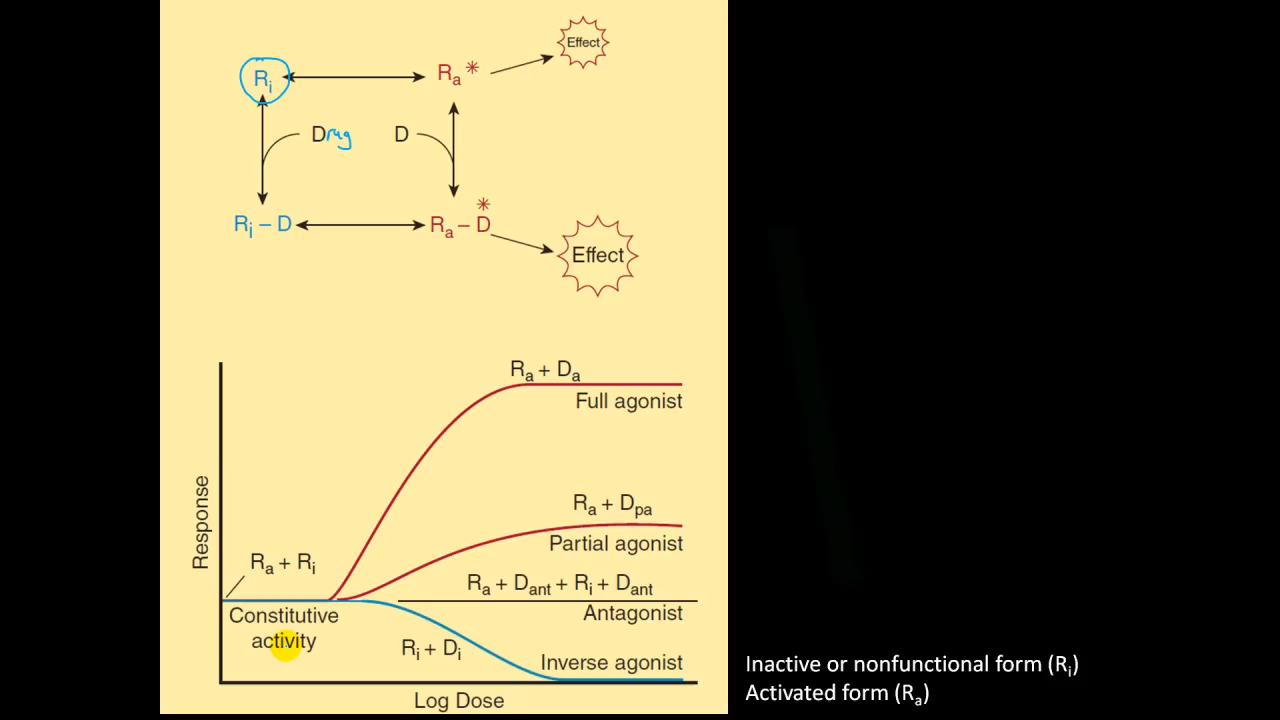 Effect
Rᵢ
Rₐ*
Drug
D
Rᵢ – D
*
Rₐ – D
Effect
Rₐ + Dₐ
Full agonist
Rₐ + Dpa
Partial agonist
Response
Rₐ + Rᵢ
Rₐ + Dant + Rᵢ + Dant
Constitutive
activity
Antagonist
Rᵢ + Dᵢ
Inverse agonist
Log Dose
Inactive or nonfunctional form (Rᵢ)
Activated form (Rₐ)